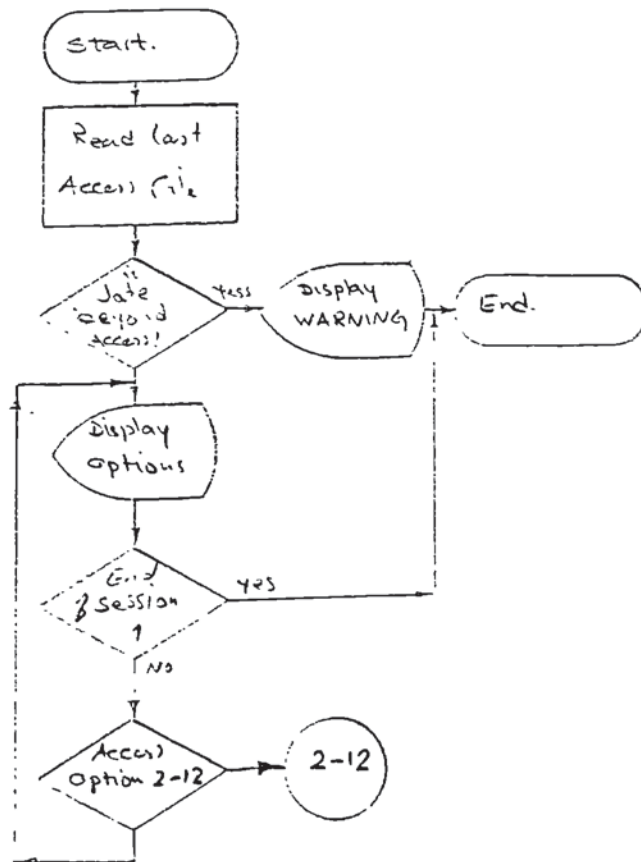 Start.
Read last
Access File
Is
Date
beyond
Access?
Yess
Display
WARNING
End.
Display
Options
End
of Session
?
Yes
No
Access
Option 2-12
2-12